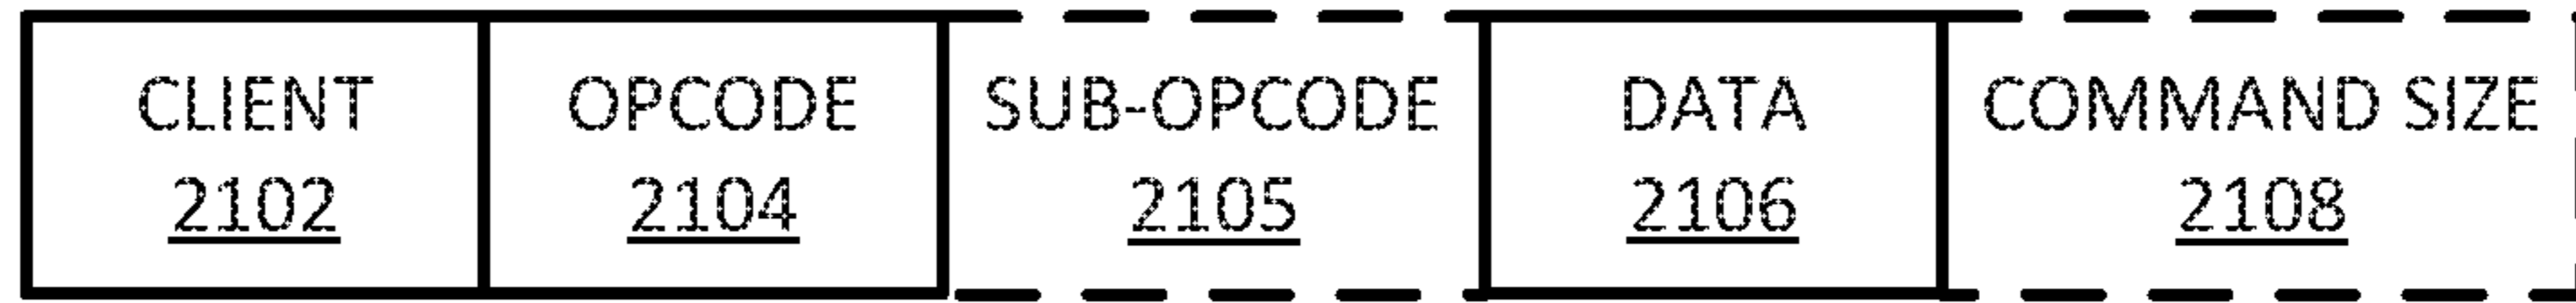 CLIENT OPCODE SUB-OPCODE DATA COMMAND SIZE
2102 2104 2105 2106 2108